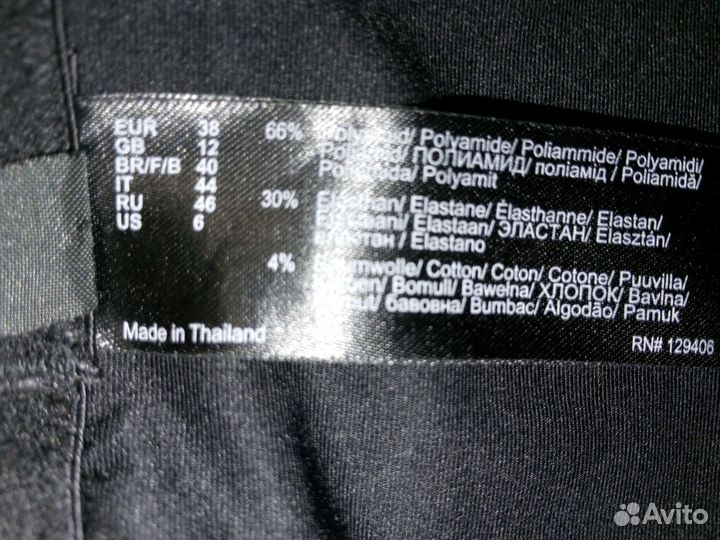 EUR 38 66% Polyamid/ Polyamide/ Poliammide/ Polyamidi/
GB 12 ПОЛИАМИД/ поліамід / Poliamidă/
BR/F/B 40 Polyamit
IT 44
RU 46 30% Elasthan/ Elastane/ Élasthanne/ Elastan/
US 6 Elastaan/ ЭЛАСТАН/ Elasztán/
Elastano
4% Baumwolle/ Cotton/ Coton/ Cotone/ Puuvilla/
Bomull/ Bawełna/ ХЛОПОК/ Bavlna/
бавовна/ Bumbac/ Algodão/ Pamuk
Made in Thailand
RN# 129406
Avito